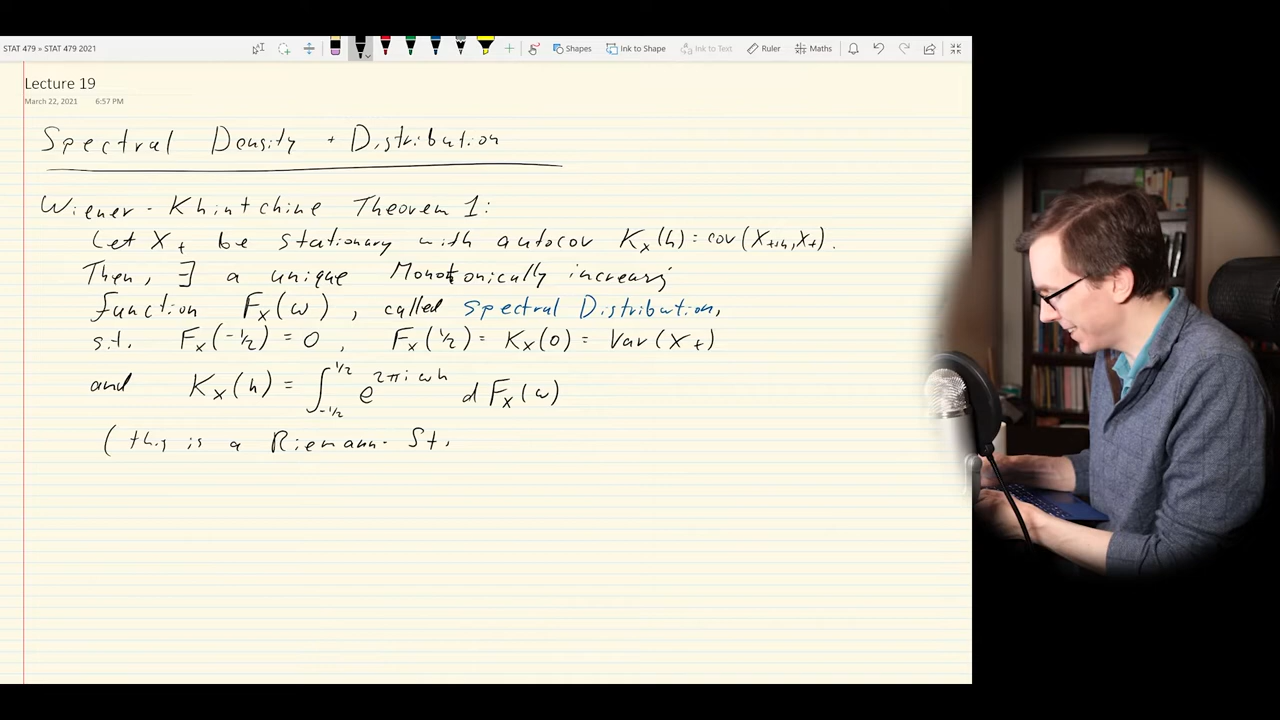 STAT 479 » STAT 479 2021
Shapes Ink to Shape Ink to Text Ruler Maths
Lecture 19
March 22, 2021 6:57 PM
Spectral Density + Distribution
Wiener - Khintchine Theorem 1:
Let X_t be stationary with autocov K_X(h) = cov(X_{t+h}, X_t).
Then, ∃ a unique Monotonically increasing
function F_X(ω), called spectral Distribution,
s.t. F_X(-1/2) = 0, F_X(1/2) = K_X(0) = Var(X_t)
and K_X(h) = ∫_{-1/2}^{1/2} e^{2πiωh} d F_X(ω)
(this is a Riemann- St.